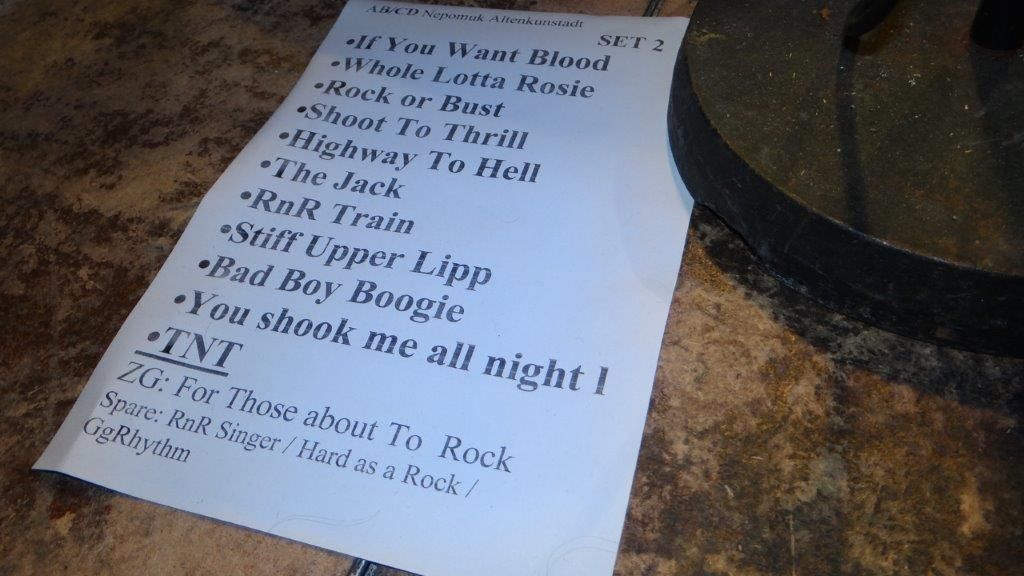 AB/CD Nepomuk Altenkunstadt
SET 2
•If You Want Blood
•Whole Lotta Rosie
•Rock or Bust
•Shoot To Thrill
•Highway To Hell
•The Jack
•RnR Train
•Stiff Upper Lipp
•Bad Boy Boogie
•You shook me all night l
•TNT
ZG: For Those about To Rock
Spare: RnR Singer / Hard as a Rock /
GgRhythm